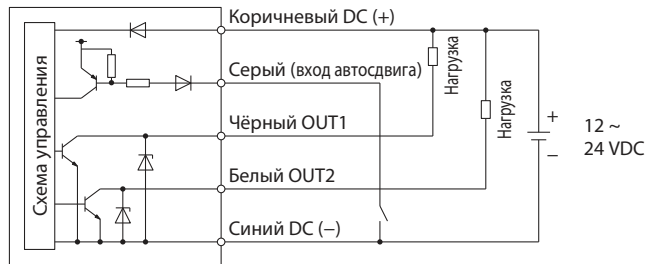 Коричневый DC (+)
Серый (вход автосдвига)
Чёрный OUT1
Белый OUT2
Синий DC (−)
Схема управления
Нагрузка
Нагрузка
+
−
12 ~
24 VDC